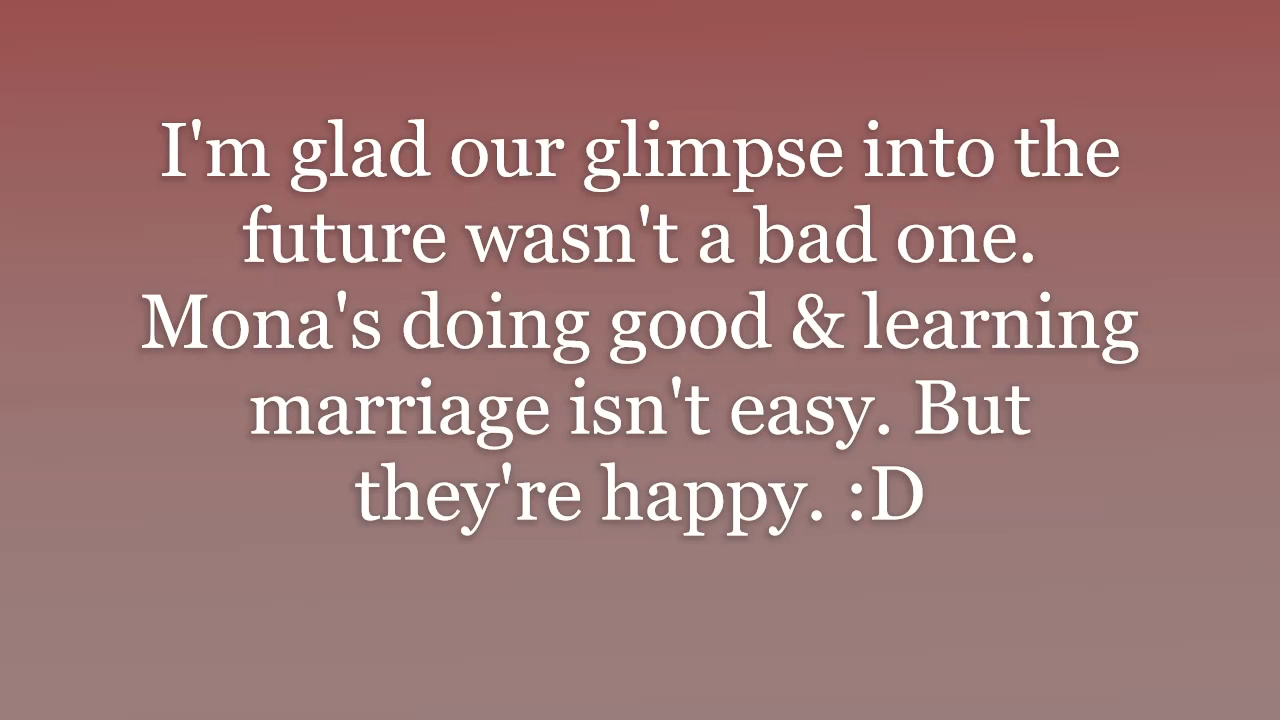 I'm glad our glimpse into the
future wasn't a bad one.
Mona's doing good & learning
marriage isn't easy. But
they're happy. :D